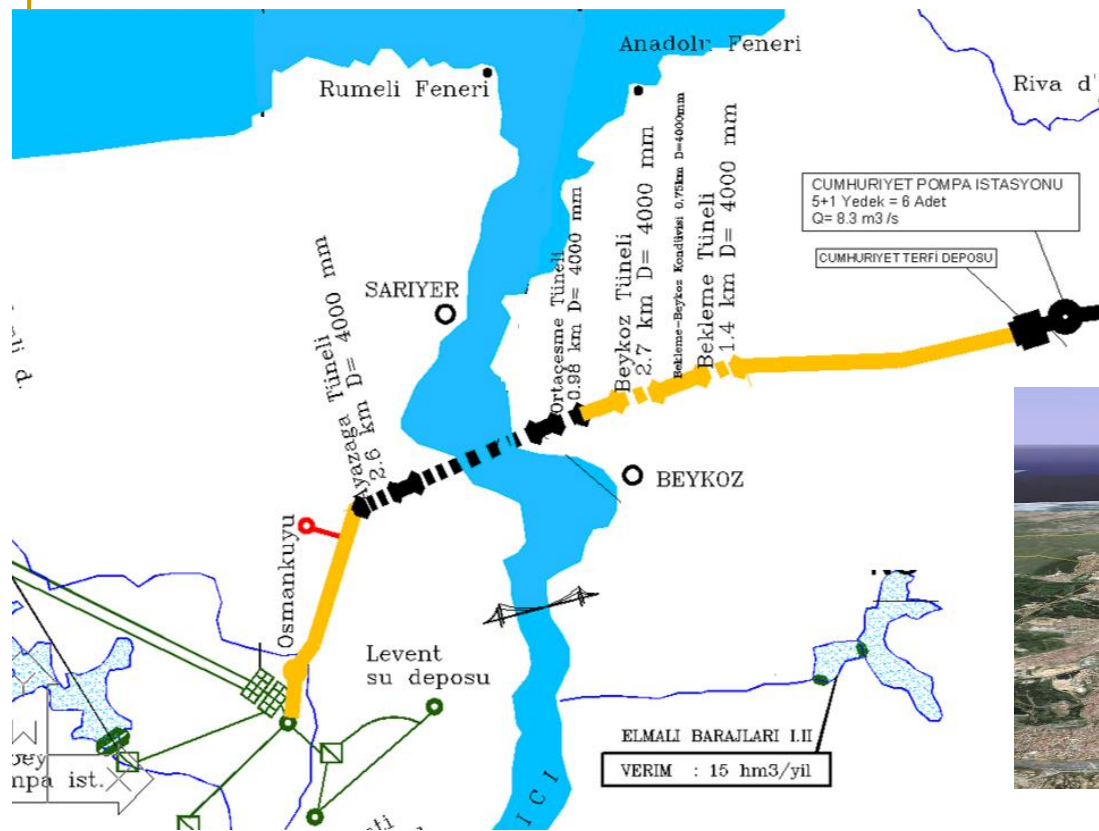 Anadolu Feneri
Rumeli Feneri
Riva d'
CUMHURIYET POMPA ISTASYONU
5+1 Yedek = 6 Adet
Q= 8.3 m3 /s
CUMHURIYET TERFİ DEPOSU
Ortaçeşme Tüneli
0.98 km D= 4000 mm
Beykoz Tüneli
2.7 km D= 4000 mm
Bekleme-Beykoz Kondüvisi 0,75km D=4000mm
Bekleme Tüneli
1.4 km D= 4000 mm
SARIYER
Ayazaga Tüneli
2.6 km D= 4000 mm
BEYKOZ
Osmankuyu
Levent
su deposu
ELMALI BARAJLARI I.II
VERIM : 15 hm3/yil
mpa ist.
I C I